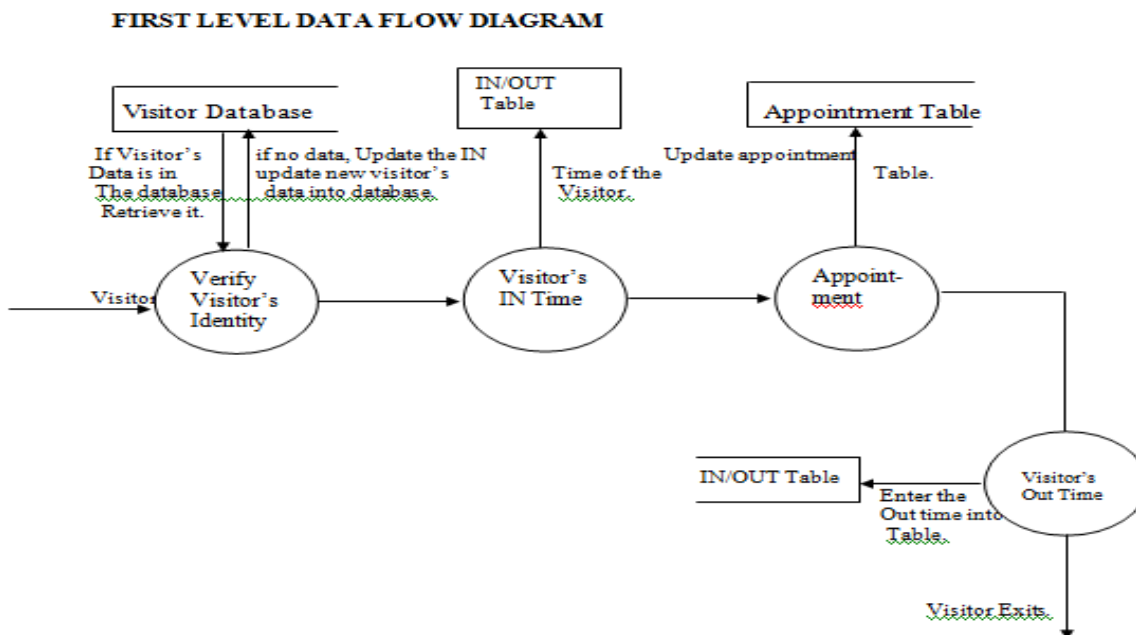 FIRST LEVEL DATA FLOW DIAGRAM
Visitor Database
IN/OUT
Table
Appointment Table
If Visitor's
Data is in
The database
Retrieve it.
if no data, Update the IN
update new visitor's
data into database.
Time of the
Visitor.
Update appointment
Table.
Visitor
Verify
Visitor's
Identity
Visitor's
IN Time
Appoint-
ment
IN/OUT Table
Enter the
Out time into
Table.
Visitor's
Out Time
Visitor Exits.